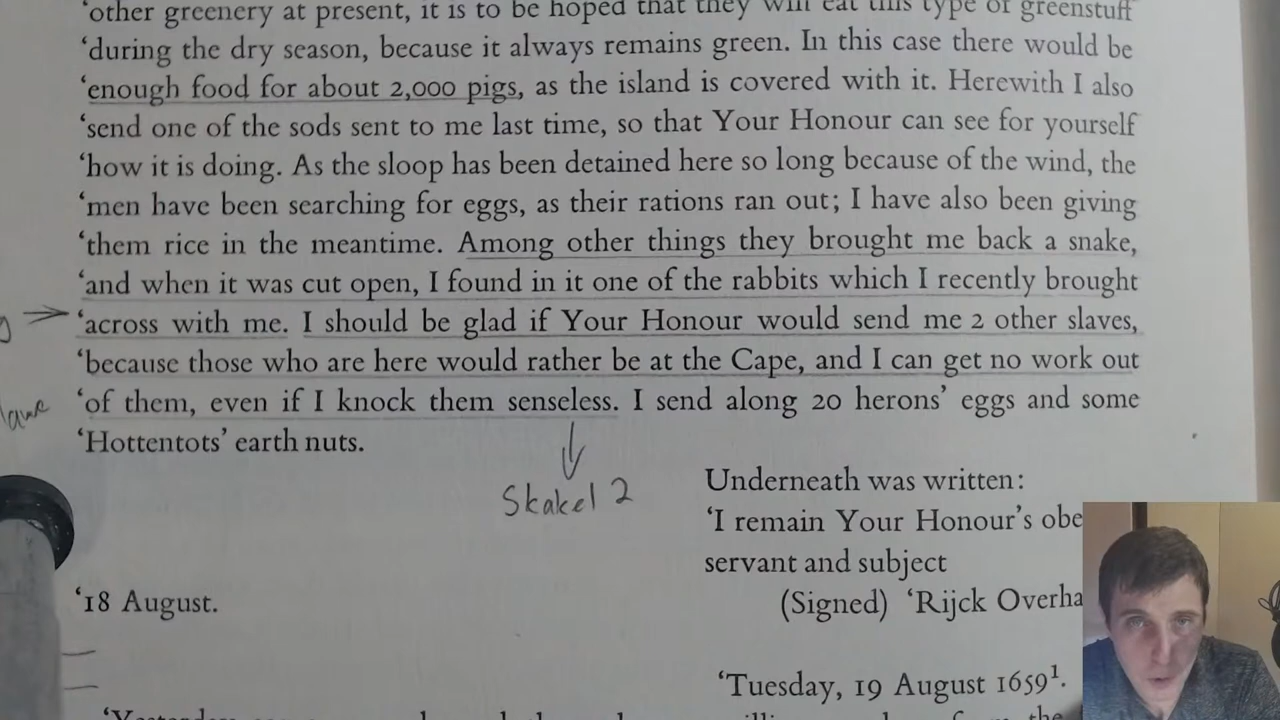 ‘other greenery at present, it is to be hoped that they will eat this type of greenstuff
‘during the dry season, because it always remains green. In this case there would be
‘enough food for about 2,000 pigs, as the island is covered with it. Herewith I also
‘send one of the sods sent to me last time, so that Your Honour can see for yourself
‘how it is doing. As the sloop has been detained here so long because of the wind, the
‘men have been searching for eggs, as their rations ran out; I have also been giving
‘them rice in the meantime. Among other things they brought me back a snake,
‘and when it was cut open, I found in it one of the rabbits which I recently brought
‘across with me. I should be glad if Your Honour would send me 2 other slaves,
‘because those who are here would rather be at the Cape, and I can get no work out
‘of them, even if I knock them senseless. I send along 20 herons’ eggs and some
‘Hottentots’ earth nuts.
Skakel 2
Underneath was written:
‘I remain Your Honour’s obe
servant and subject
(Signed) ‘Rijck Overha
‘18 August.
‘Tuesday, 19 August 1659¹.